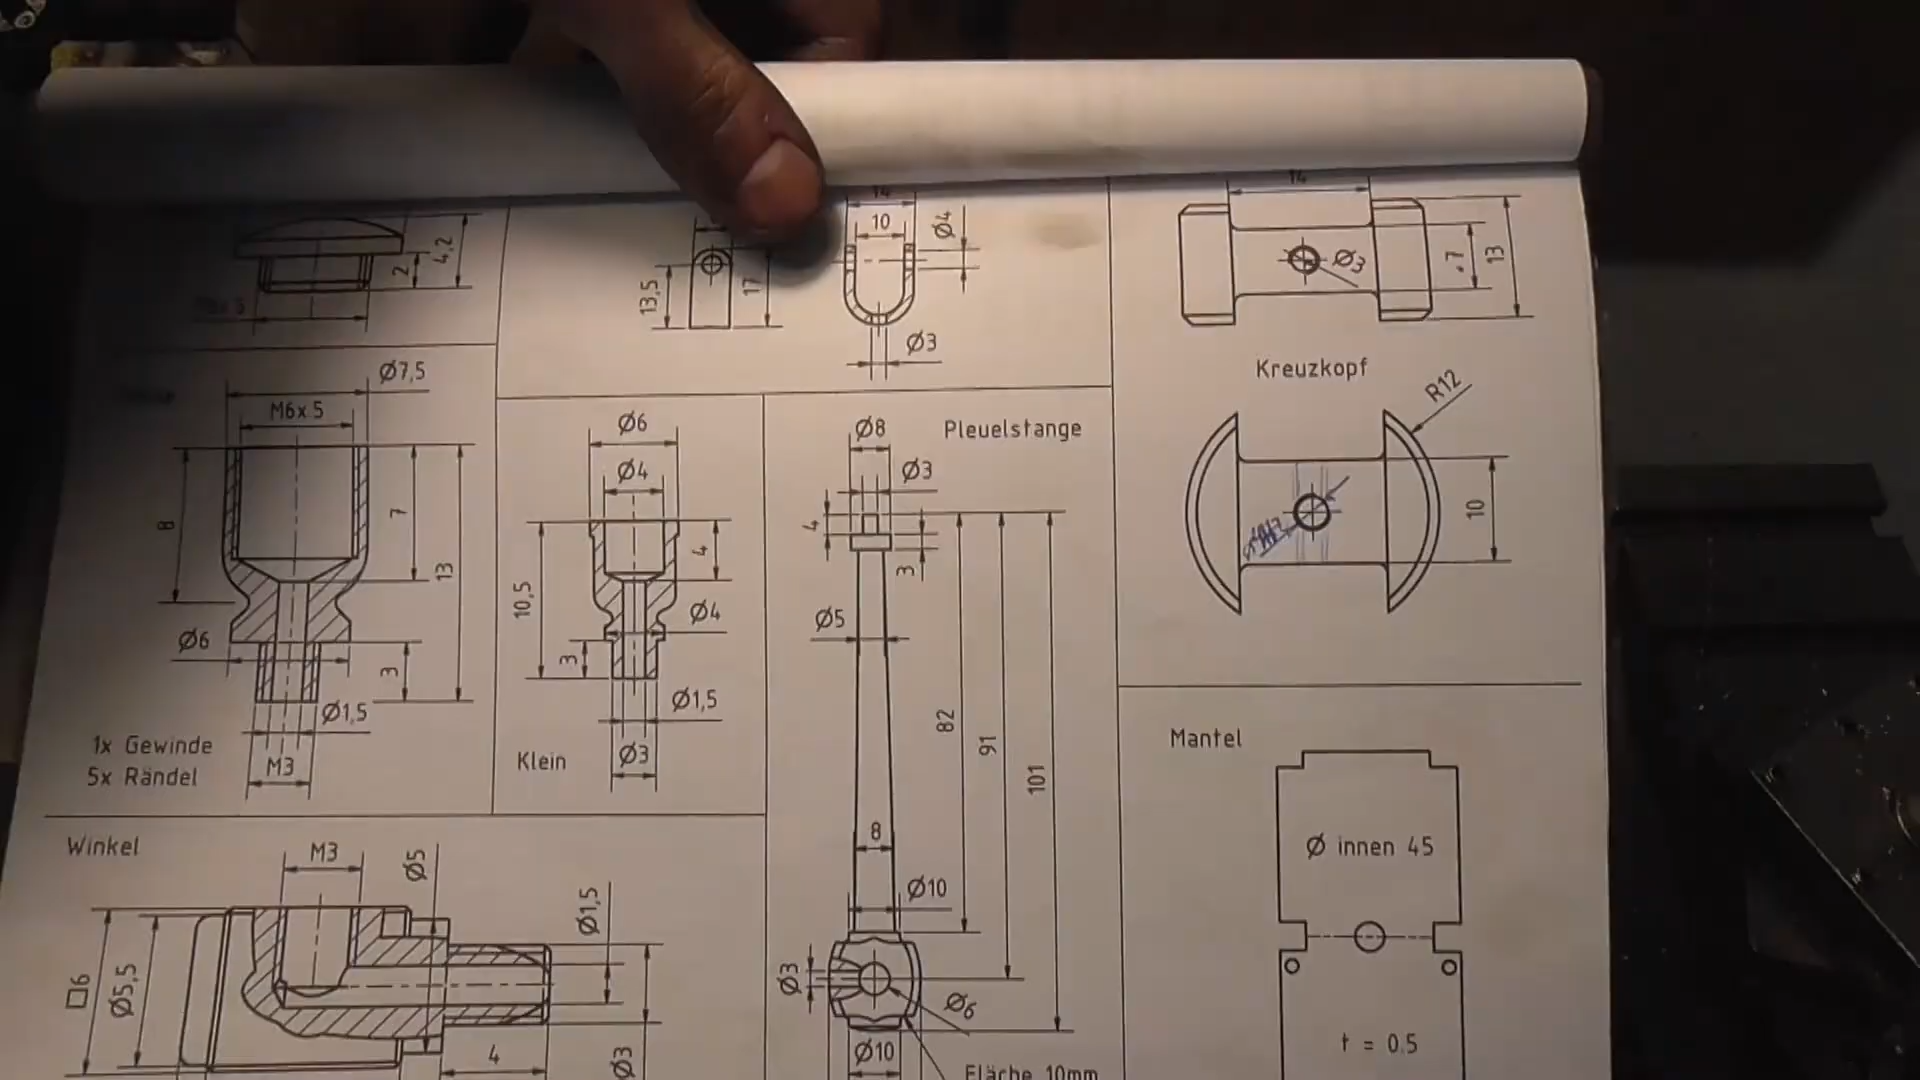 4,2
2
14
10
Ø4
13,5
17
Ø3
14
Ø3
7
13
Kreuzkopf
R12
10
Ø7,5
M6x 5
8
7
13
Ø6
3
Ø1,5
M3
1x Gewinde
5x Rändel
Ø6
Ø4
10,5
4
Ø4
3
Ø1,5
Ø3
Klein
Pleuelstange
Ø8
Ø3
4
3
Ø5
82
91
101
8
Ø10
Ø3
Ø6
Ø10
Fläche 10mm
Winkel
M3
Ø5
Ø1,5
□6
Ø5,5
4
Ø3
Mantel
Ø innen 45
t = 0.5